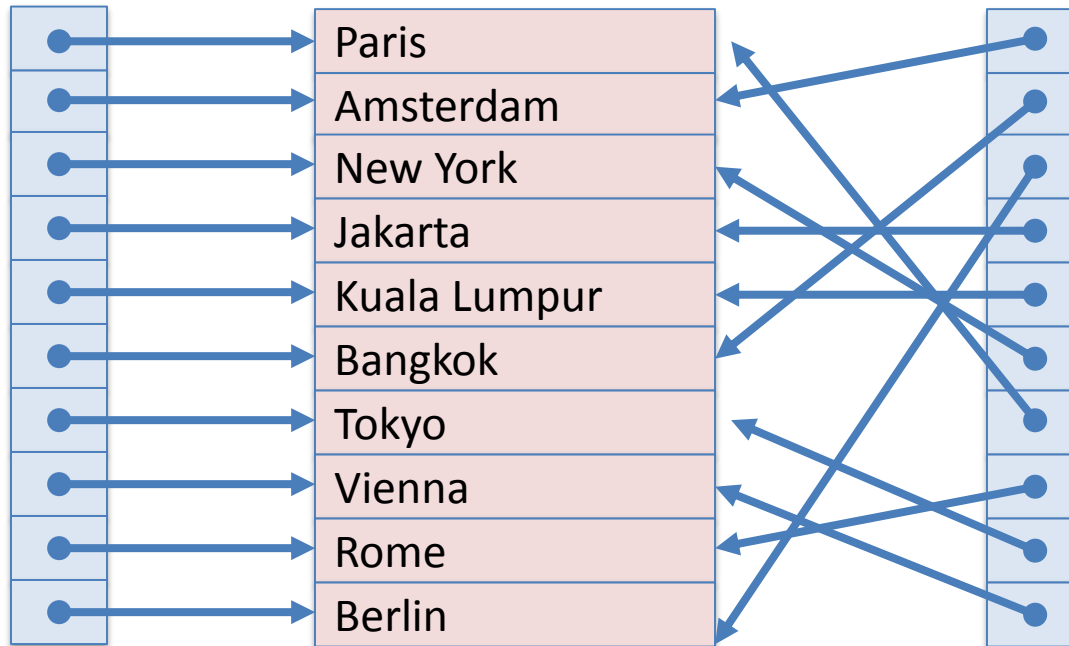 Paris
Amsterdam
New York
Jakarta
Kuala Lumpur
Bangkok
Tokyo
Vienna
Rome
Berlin